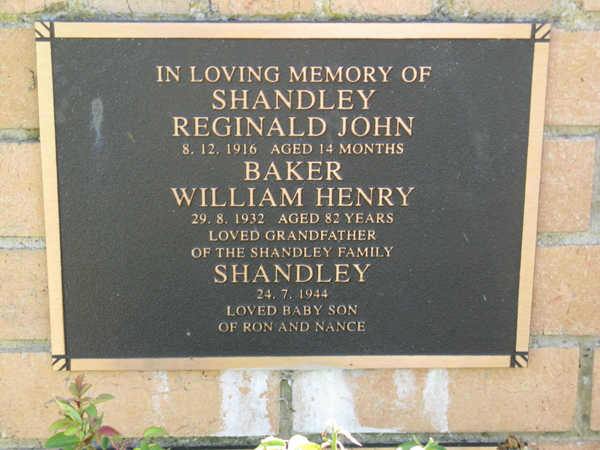 IN LOVING MEMORY OF
SHANDLEY
REGINALD JOHN
8. 12. 1916 AGED 14 MONTHS
BAKER
WILLIAM HENRY
29. 8. 1932 AGED 82 YEARS
LOVED GRANDFATHER
OF THE SHANDLEY FAMILY
SHANDLEY
24. 7. 1944
LOVED BABY SON
OF RON AND NANCE